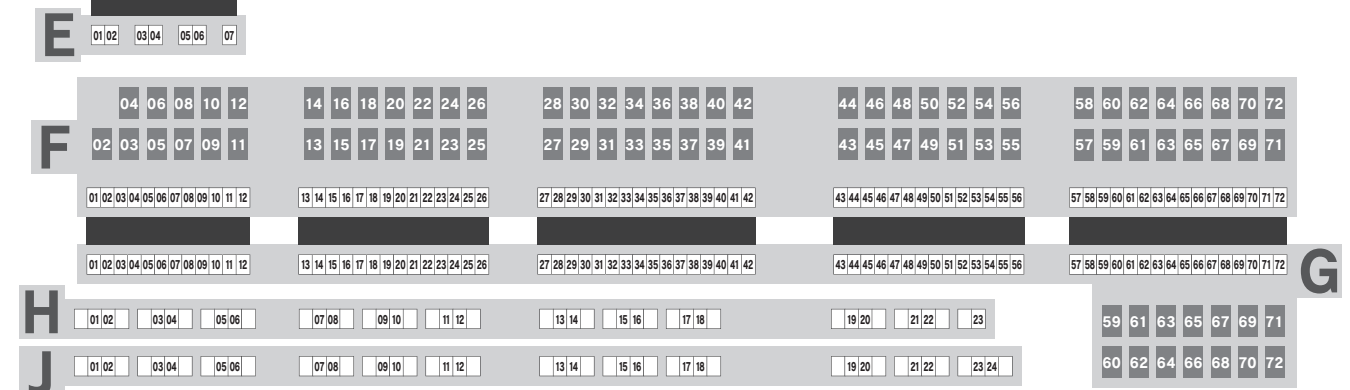 E 01 02 03 04 05 06 07
04 06 08 10 12 14 16 18 20 22 24 26 28 30 32 34 36 38 40 42 44 46 48 50 52 54 56 58 60 62 64 66 68 70 72
F 02 03 05 07 09 11 13 15 17 19 21 23 25 27 29 31 33 35 37 39 41 43 45 47 49 51 53 55 57 59 61 63 65 67 69 71
01 02 03 04 05 06 07 08 09 10 11 12 13 14 15 16 17 18 19 20 21 22 23 24 25 26 27 28 29 30 31 32 33 34 35 36 37 38 39 40 41 42 43 44 45 46 47 48 49 50 51 52 53 54 55 56 57 58 59 60 61 62 63 64 65 66 67 68 69 70 71 72
01 02 03 04 05 06 07 08 09 10 11 12 13 14 15 16 17 18 19 20 21 22 23 24 25 26 27 28 29 30 31 32 33 34 35 36 37 38 39 40 41 42 43 44 45 46 47 48 49 50 51 52 53 54 55 56 57 58 59 60 61 62 63 64 65 66 67 68 69 70 71 72 G
H 01 02 03 04 05 06 07 08 09 10 11 12 13 14 15 16 17 18 19 20 21 22 23 59 61 63 65 67 69 71
J 01 02 03 04 05 06 07 08 09 10 11 12 13 14 15 16 17 18 19 20 21 22 23 24 60 62 64 66 68 70 72